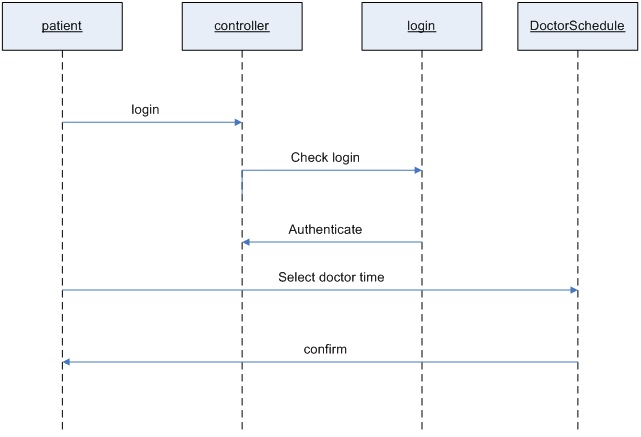 patient
controller
login
DoctorSchedule
login
Check login
Authenticate
Select doctor time
confirm